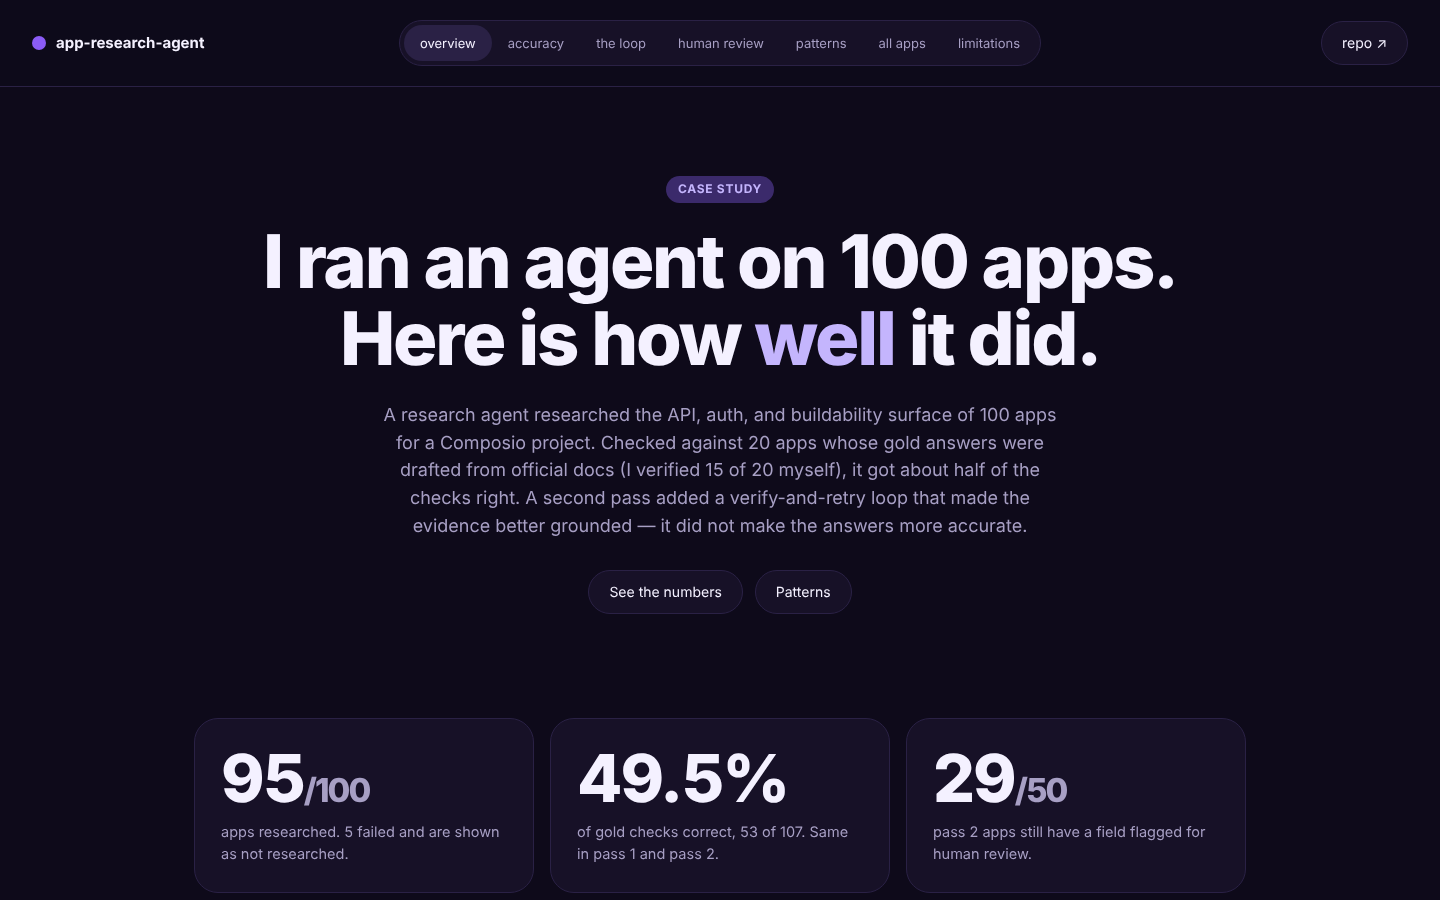 app-research-agent
overview
accuracy
the loop
human review
patterns
all apps
limitations
repo ↗
CASE STUDY
I ran an agent on 100 apps.
Here is how well it did.
A research agent researched the API, auth, and buildability surface of 100 apps
for a Composio project. Checked against 20 apps whose gold answers were
drafted from official docs (I verified 15 of 20 myself), it got about half of the
checks right. A second pass added a verify-and-retry loop that made the
evidence better grounded — it did not make the answers more accurate.
See the numbers
Patterns
95/100
apps researched. 5 failed and are shown
as not researched.
49.5%
of gold checks correct, 53 of 107. Same
in pass 1 and pass 2.
29/50
pass 2 apps still have a field flagged for
human review.